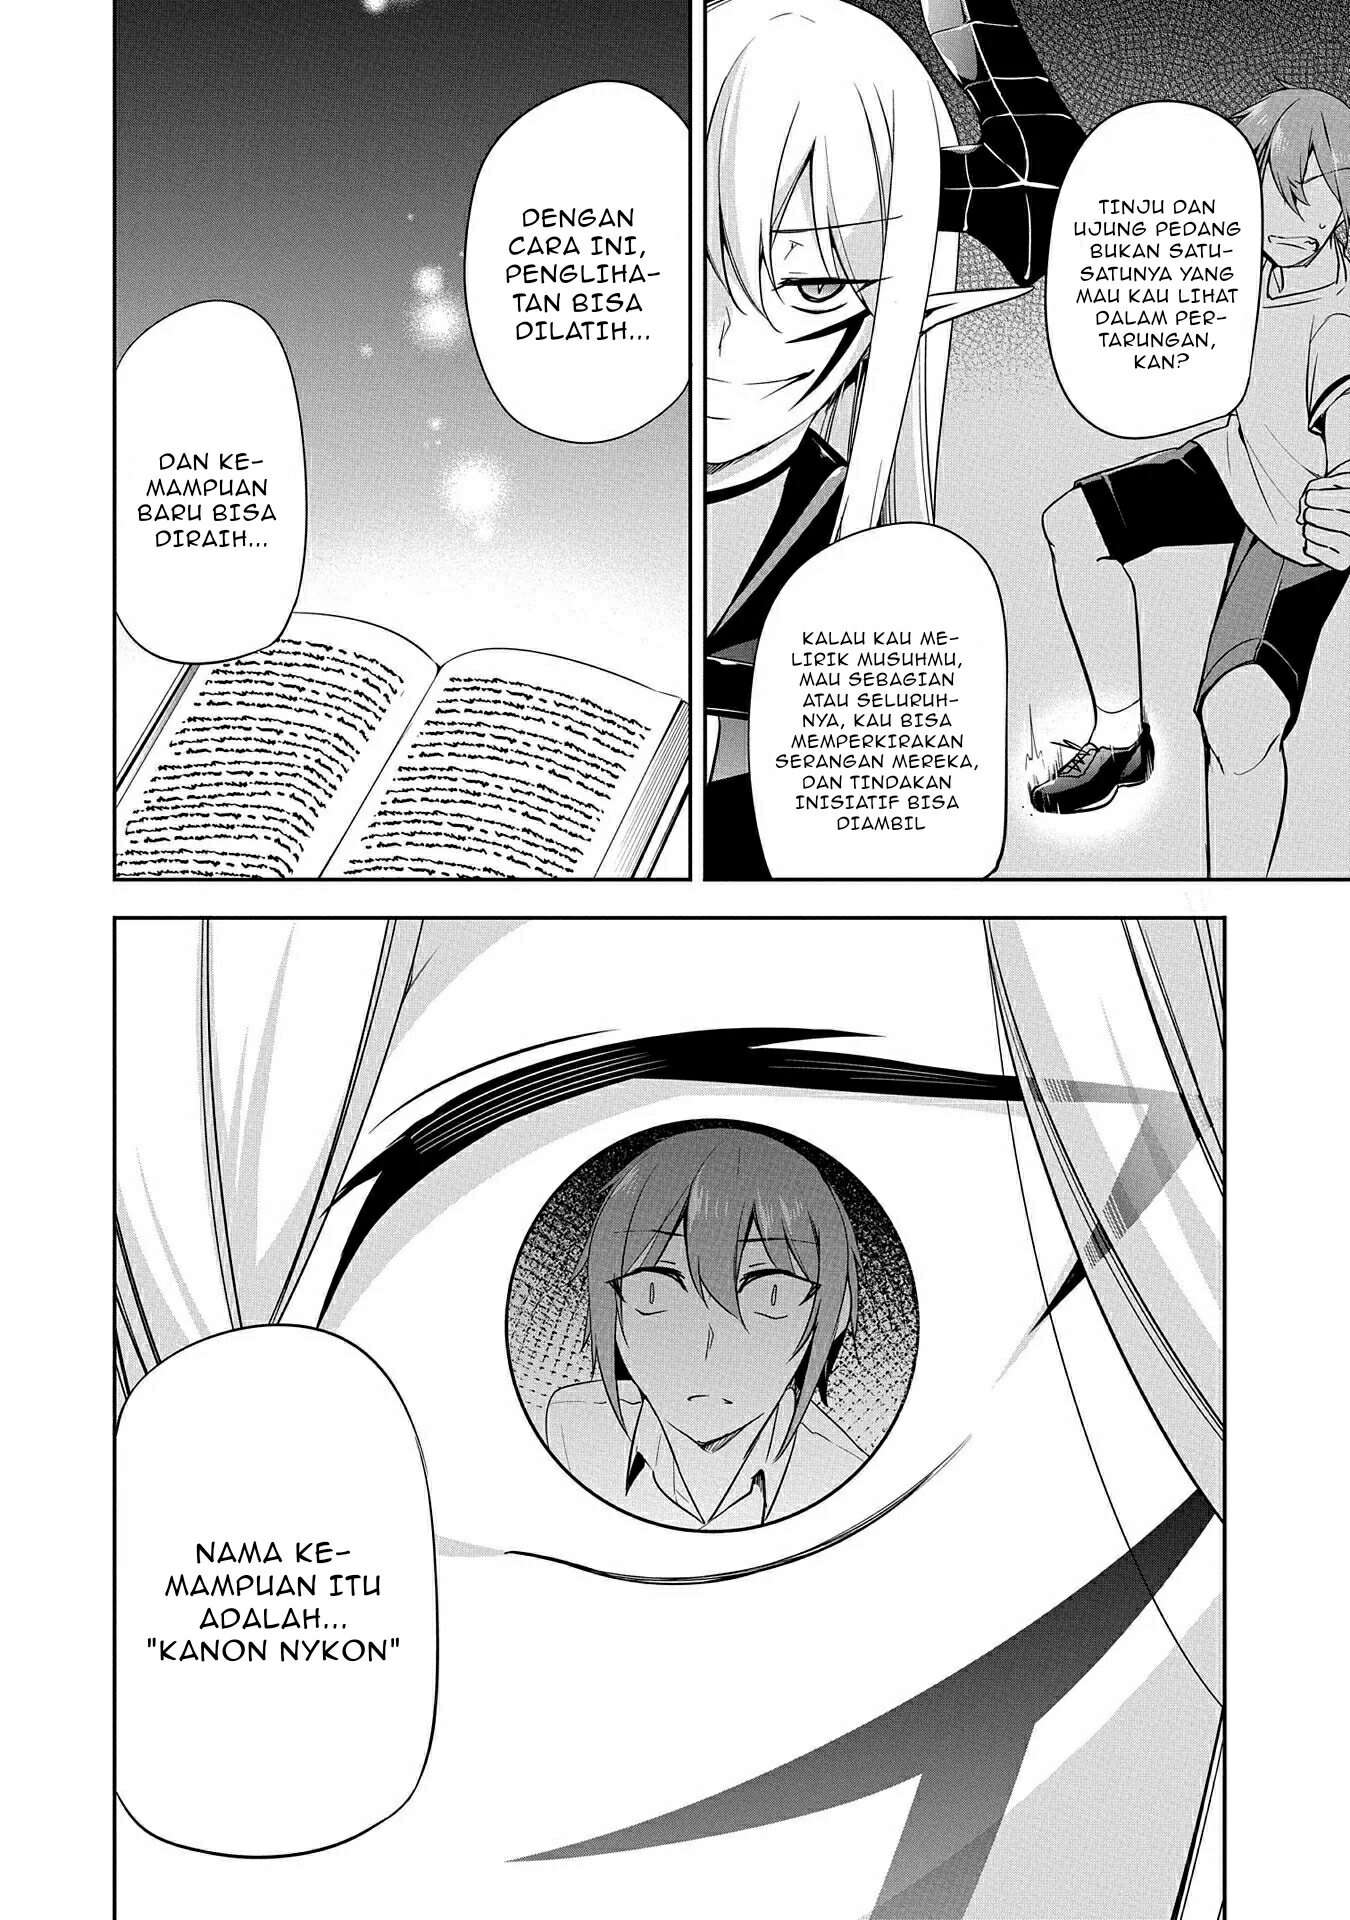 TINJU DAN
UJUNG PEDANG
BUKAN SATU-
SATUNYA YANG
MAU KAU LIHAT
DALAM PER-
TARUNGAN,
KAN?
KALAU KAU ME-
LIRIK MUSUHMU,
MAU SEBAGIAN
ATAU SELURUH-
NYA, KAU BISA
MEMPERKIRAKAN
SERANGAN MEREKA,
DAN TINDAKAN
INISIATIF BISA
DIAMBIL
DENGAN
CARA INI,
PENGLIHA-
TAN BISA
DILATIH...
DAN KE-
MAMPUAN
BARU BISA
DIRAIH...
NAMA KE-
MAMPUAN ITU
ADALAH...
"KANON NYKON"